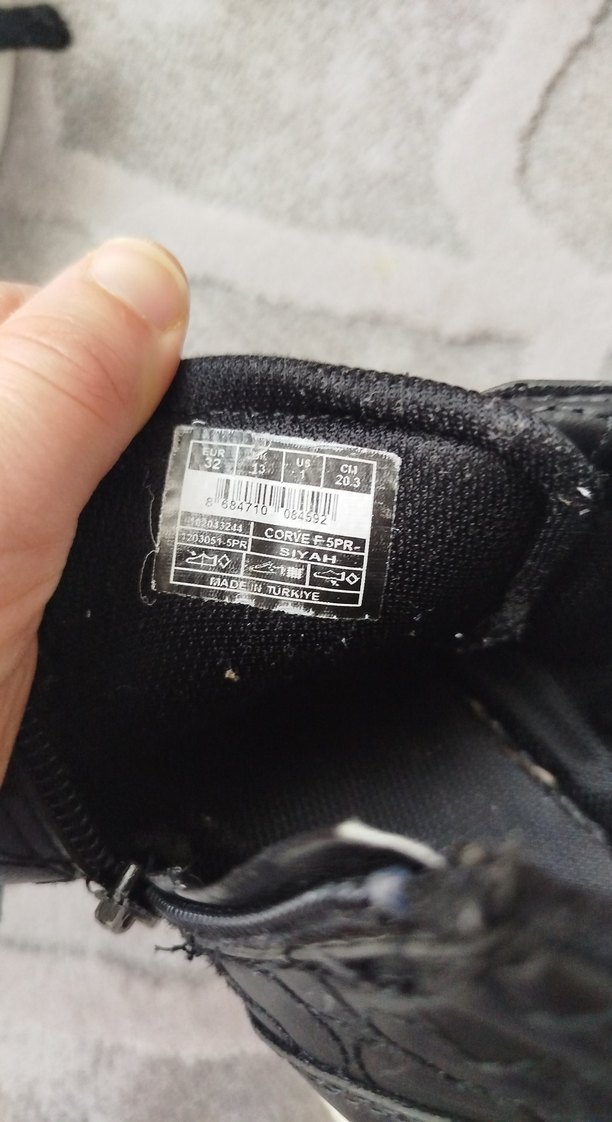 EUR UK US CM
32 13 1 20.3
8 684710 084592
102043244
1203051-5PR CORVE F 5PR-
SIYAH
MADE IN TÜRKIYE